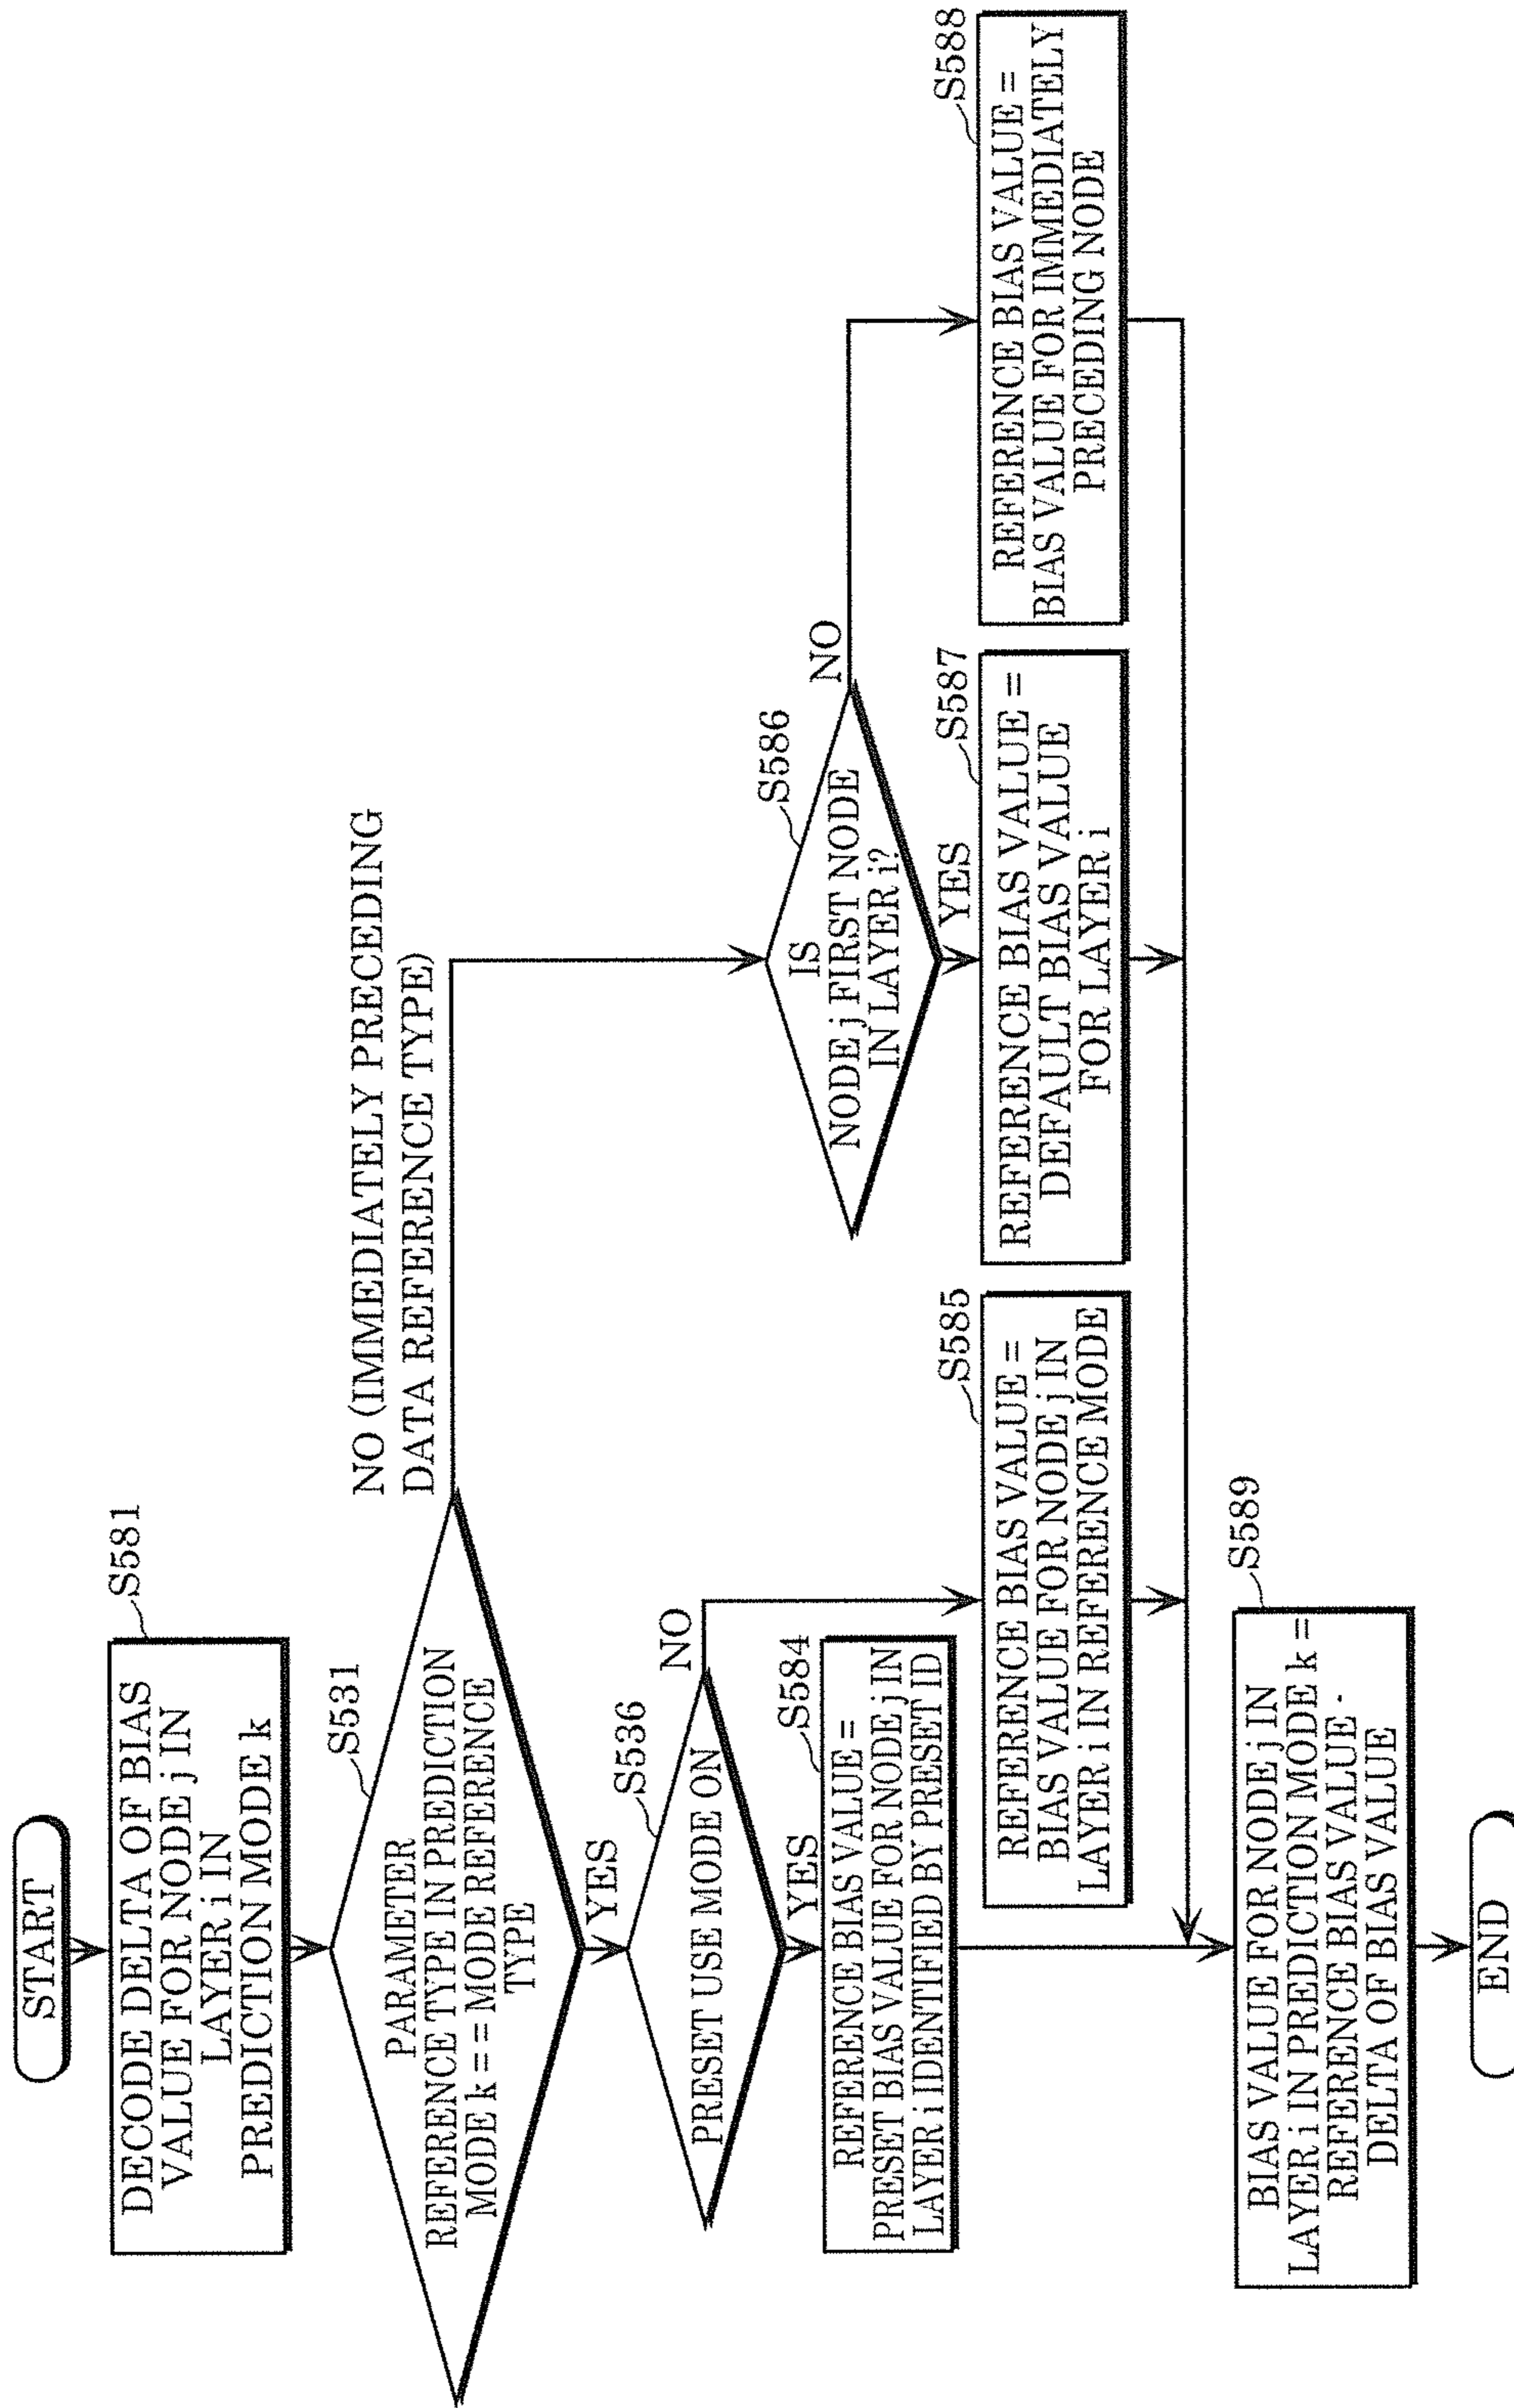 START
DECODE DELTA OF BIAS
VALUE FOR NODE j IN
LAYER i IN
PREDICTION MODE k
S581
PARAMETER
REFERENCE TYPE IN PREDICTION
MODE k == MODE REFERENCE
TYPE
S531
NO (IMMEDIATELY PRECEDING
DATA REFERENCE TYPE)
YES
PRESET USE MODE ON
S536
NO
YES
REFERENCE BIAS VALUE =
PRESET BIAS VALUE FOR NODE j IN
LAYER i IDENTIFIED BY PRESET ID
S584
REFERENCE BIAS VALUE =
BIAS VALUE FOR NODE j IN
LAYER i IN REFERENCE MODE
S585
IS
NODE j FIRST NODE
IN LAYER i?
S586
NO
YES
REFERENCE BIAS VALUE =
DEFAULT BIAS VALUE
FOR LAYER i
S587
REFERENCE BIAS VALUE =
BIAS VALUE FOR IMMEDIATELY
PRECEDING NODE
S588
BIAS VALUE FOR NODE j IN
LAYER i IN PREDICTION MODE k =
REFERENCE BIAS VALUE -
DELTA OF BIAS VALUE
S589
END